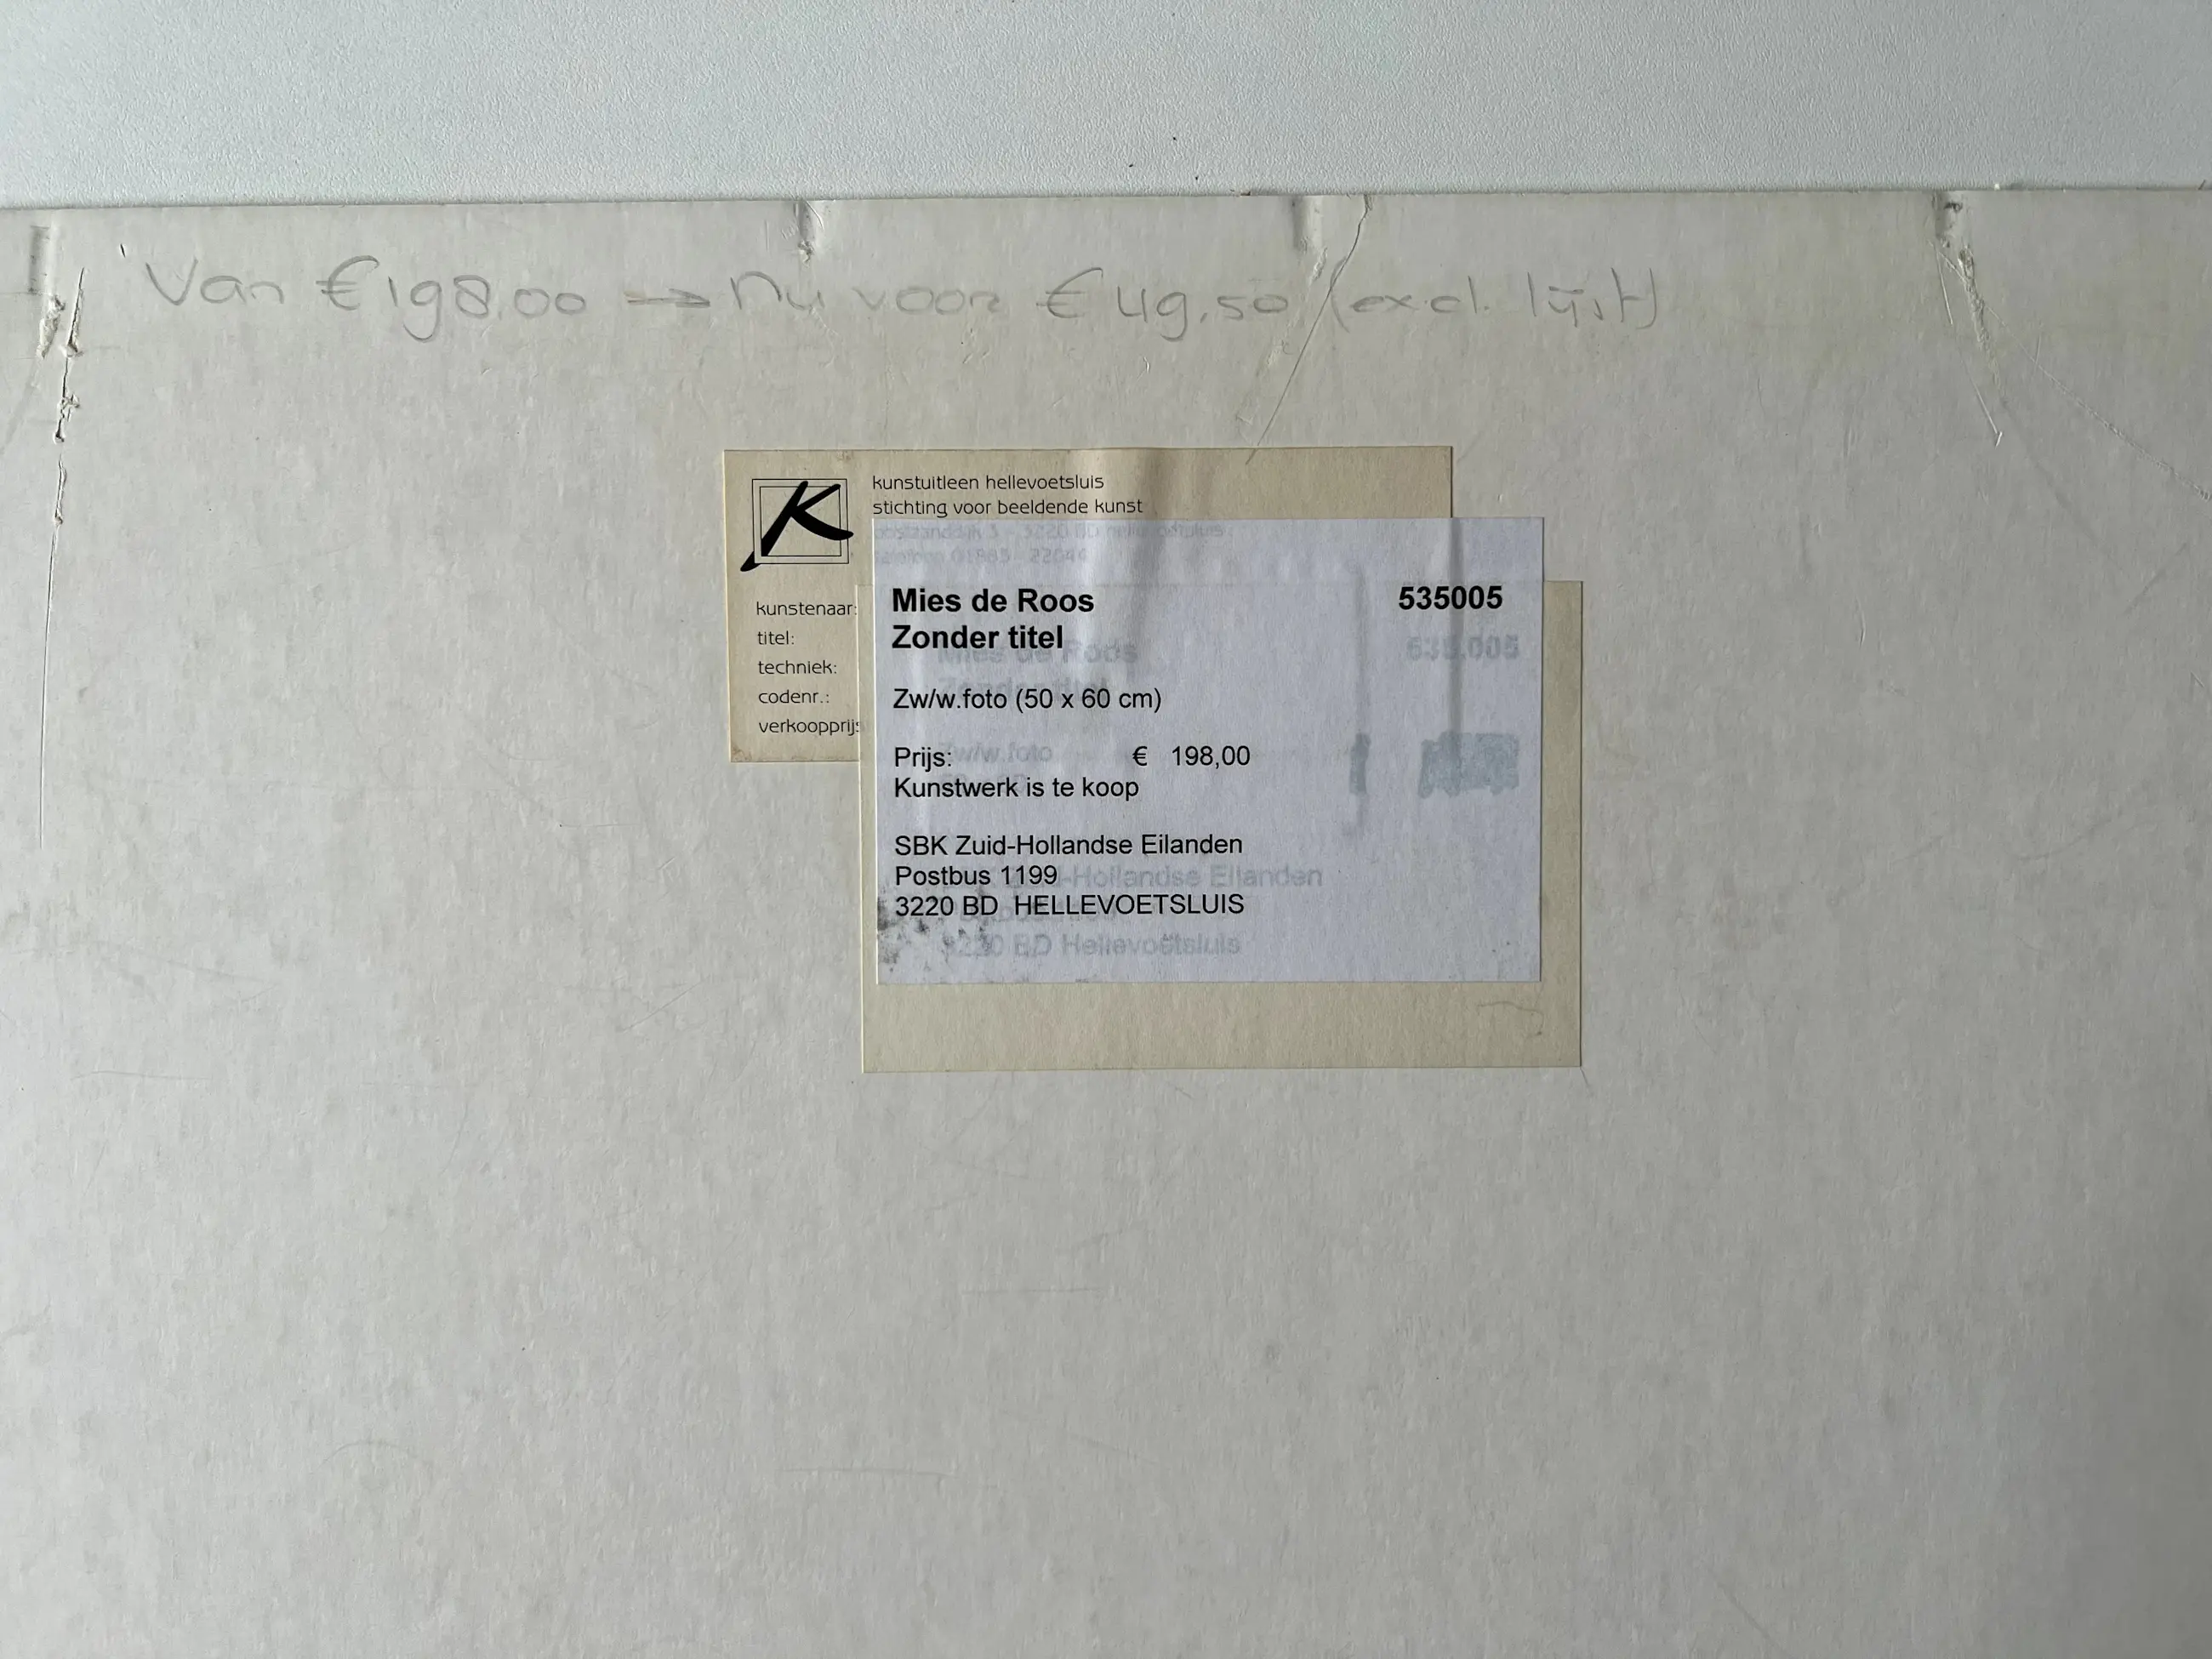 Van €198,00 → nu voor € 49,50 (excl. lijst)
kunstuitleen hellevoetsluis
stichting voor beeldende kunst
kunstenaar:
titel:
techniek:
codenr.:
verkoopprijs
Mies de Roos 535005
Zonder titel
Zw/w.foto (50 x 60 cm)
Prijs: € 198,00
Kunstwerk is te koop
SBK Zuid-Hollandse Eilanden
Postbus 1199
3220 BD HELLEVOETSLUIS